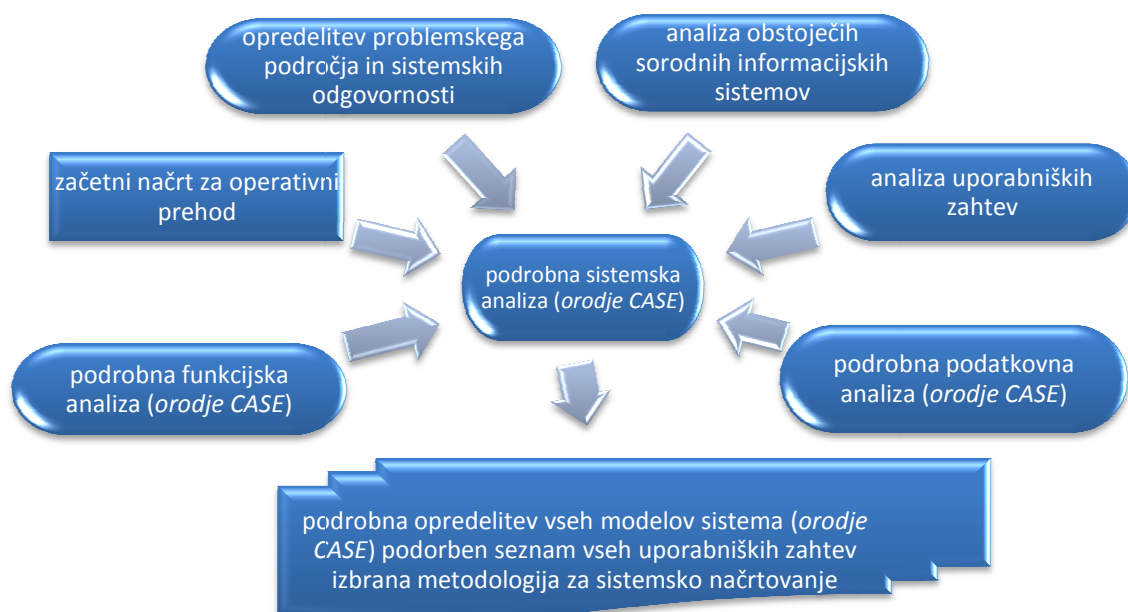 opredelitev problemskega
področja in sistemskih
odgovornosti
analiza obstoječih
sorodnih informacijskih
sistemov
začetni načrt za operativni
prehod
analiza uporabniških
zahtev
podrobna sistemska
analiza (orodje CASE)
podrobna funkcijska
analiza (orodje CASE)
podrobna podatkovna
analiza (orodje CASE)
podrobna opredelitev vseh modelov sistema (orodje
CASE) podorben seznam vseh uporabniških zahtev
izbrana metodologija za sistemsko načrtovanje